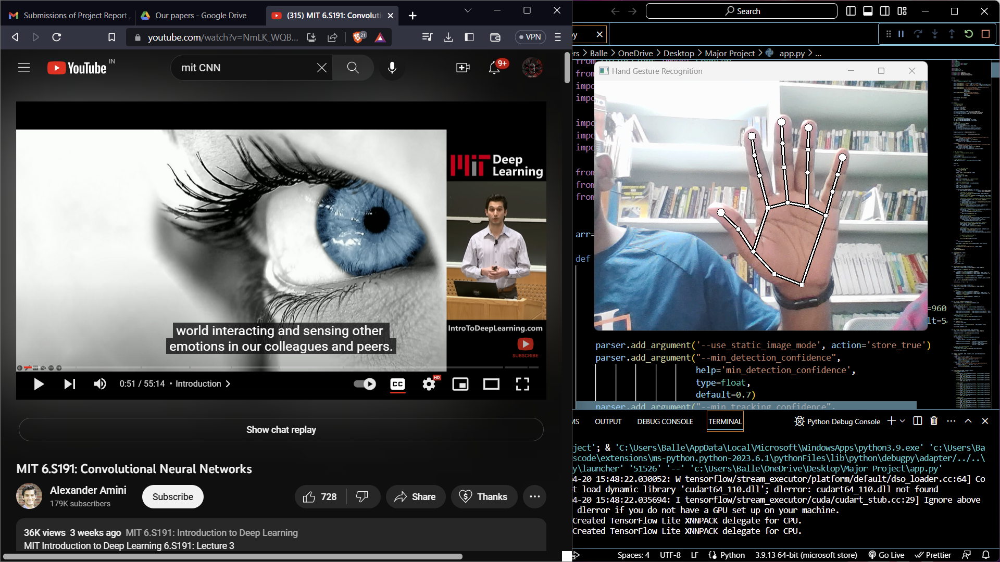 Submissions of Project Report
Our papers - Google Drive
(315) MIT 6.S191: Convoluti
youtube.com/watch?v=NmLK_WQB...
21
VPN
YouTube IN
mit CNN
9+
MIT Deep
Learning
world interacting and sensing other
emotions in our colleagues and peers.
IntroToDeepLearning.com
SUBSCRIBE
0:51 / 55:14 • Introduction
CC
HD
Show chat replay
MIT 6.S191: Convolutional Neural Networks
Alexander Amini
179K subscribers
Subscribe
728
Share
Thanks
36K views 3 weeks ago MIT 6.S191: Introduction to Deep Learning
MIT Introduction to Deep Learning 6.S191: Lecture 3
Search
py
ers > Balle > OneDrive > Desktop > Major Project > app.py > ...
from collections import Counter
from
impo
impo
impo
impo
impo
from
from
from
arr=
def
Hand Gesture Recognition
=960
lt=54
parser.add_argument('--use_static_image_mode', action='store_true')
parser.add_argument("--min_detection_confidence",
help='min_detection_confidence',
type=float,
default=0.7)
parser.add_argument("--min_tracking_confidence",
MS
OUTPUT
DEBUG CONSOLE
TERMINAL
Python Debug Console
ject'; & 'C:\Users\Balle\AppData\Local\Microsoft\WindowsApps\python3.9.exe' 'c:\Users\Ba
scode\extensions\ms-python.python-2023.6.1\pythonFiles\lib\python\debugpy\adapter/../..\
y\launcher' '51526' '--' 'c:\Users\Balle\OneDrive\Desktop\Major Project\app.py'
4-20 15:48:22.030052: W tensorflow/stream_executor/platform/default/dso_loader.cc:64] Co
t load dynamic library 'cudart64_110.dll'; dlerror: cudart64_110.dll not found
4-20 15:48:22.035694: I tensorflow/stream_executor/cuda/cudart_stub.cc:29] Ignore above
dlerror if you do not have a GPU set up on your machine.
Created TensorFlow Lite XNNPACK delegate for CPU.
Created TensorFlow Lite XNNPACK delegate for CPU.
Spaces: 4
UTF-8
LF
Python
3.9.13 64-bit (microsoft store)
Go Live
Prettier